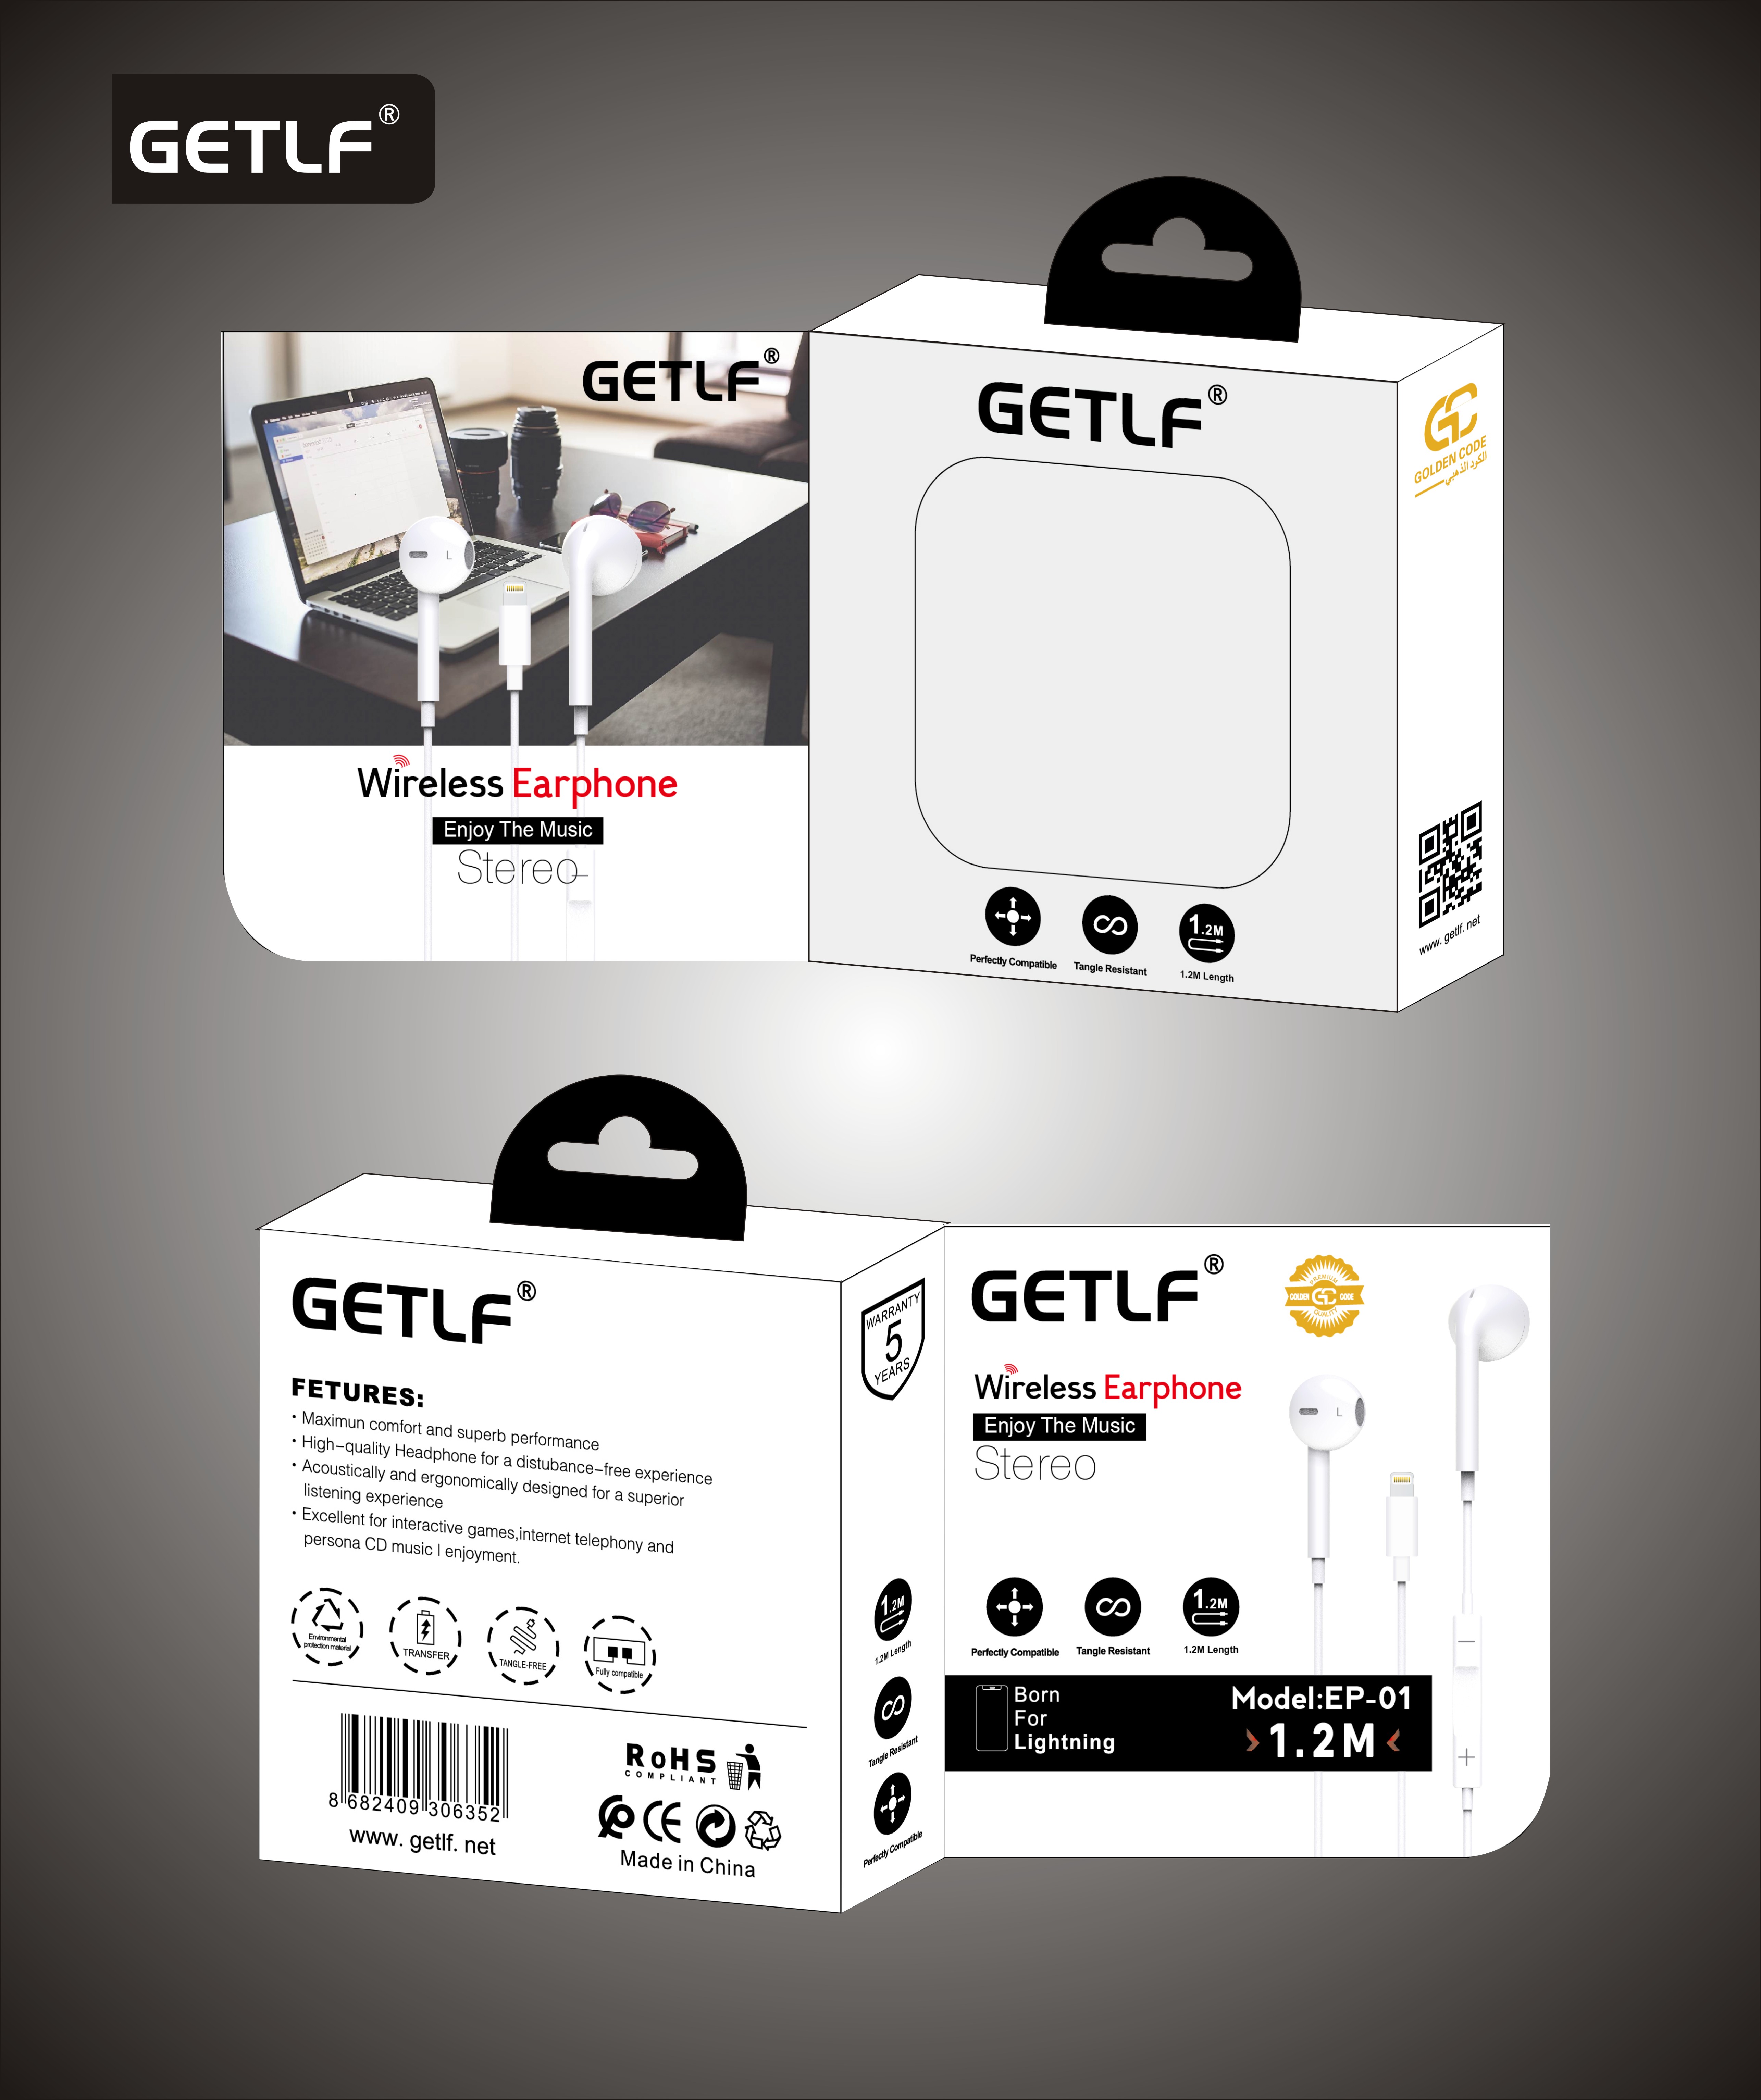 GETLF®
GETLF®
Wireless Earphone
Enjoy The Music
Stereo
L
GETLF®
Perfectly Compatible
Tangle Resistant
1.2M
1.2M Length
GC
GOLDEN CODE
الكود الذهبي
www. getlf. net
GETLF®
FETURES:
• Maximun comfort and superb performance
• High-quality Headphone for a distubance-free experience
• Acoustically and ergonomically designed for a superior
listening experience
• Excellent for interactive games,internet telephony and
persona CD music l enjoyment.
Environmental
protection material
TRANSFER
TANGLE-FREE
Fully compatible
8 682409 306352
www. getlf. net
RoHS
COMPLIANT
CE
Made in China
WARRANTY
5
YEARS
1.2M
1.2M Length
Tangle Resistant
Perfectly Compatible
GETLF®
PREMIUM
GOLDEN GC CODE
QUALITY
Wireless Earphone
Enjoy The Music
Stereo
L
Perfectly Compatible
Tangle Resistant
1.2M
1.2M Length
Born
For
Lightning
Model:EP-01
1.2M